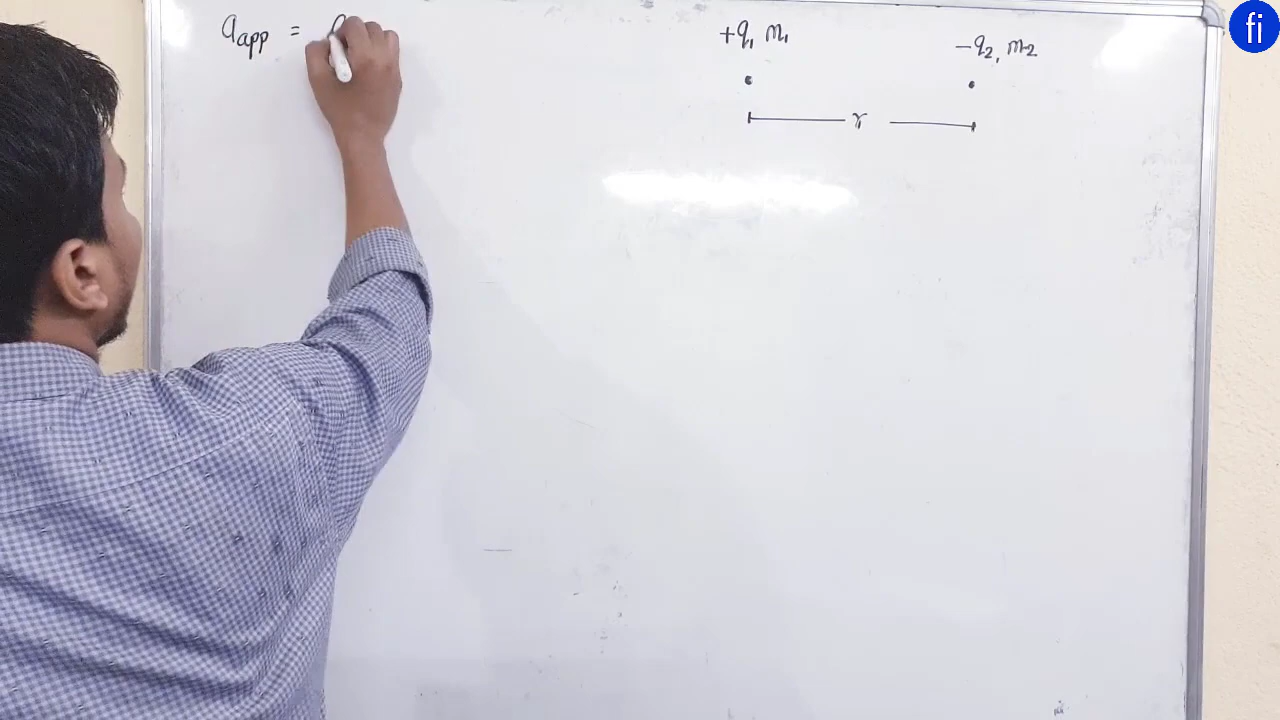 a_app =
+q₁, m₁
-q₂, m₂
r
fi